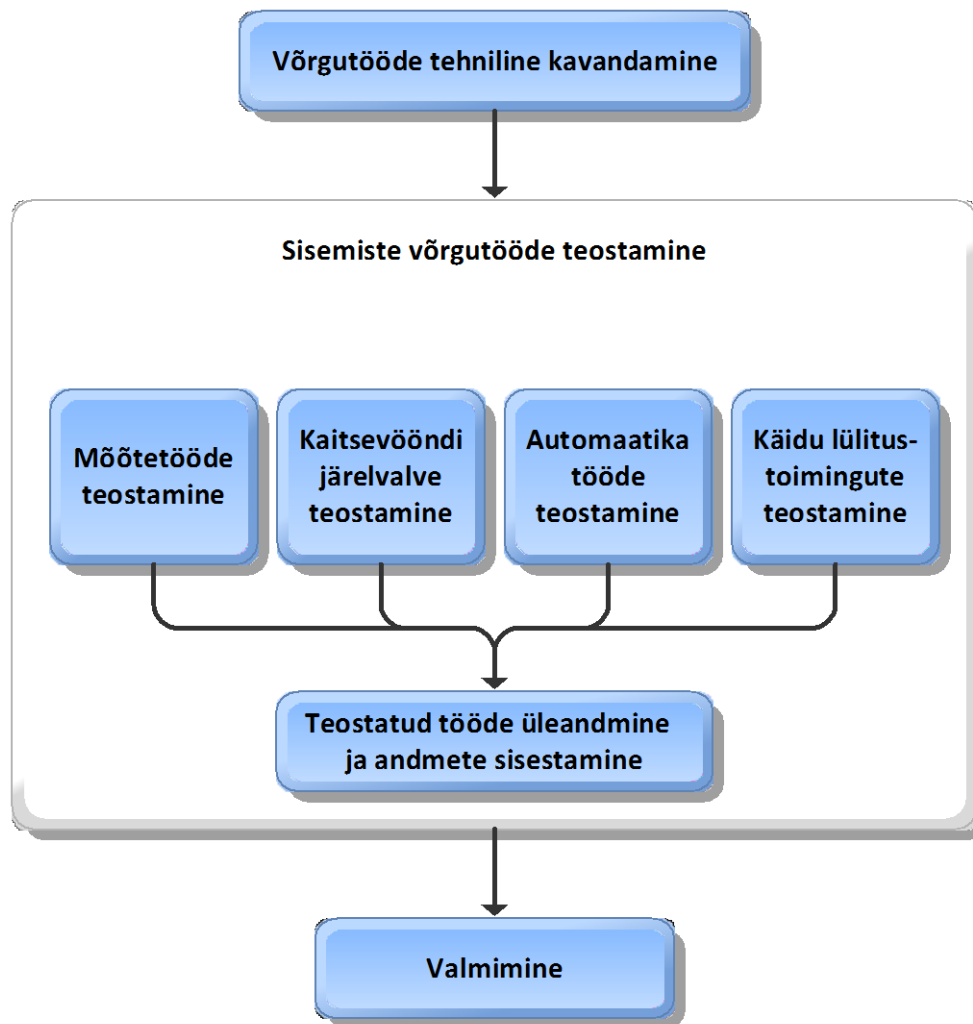 Võrgutööde tehniline kavandamine
Sisemiste võrgutööde teostamine
Mõõtetööde
teostamine
Kaitsevööndi
järelvalve
teostamine
Automaatika
tööde
teostamine
Käidu lülitus-
toimingute
teostamine
Teostatud tööde üleandmine
ja andmete sisestamine
Valmimine